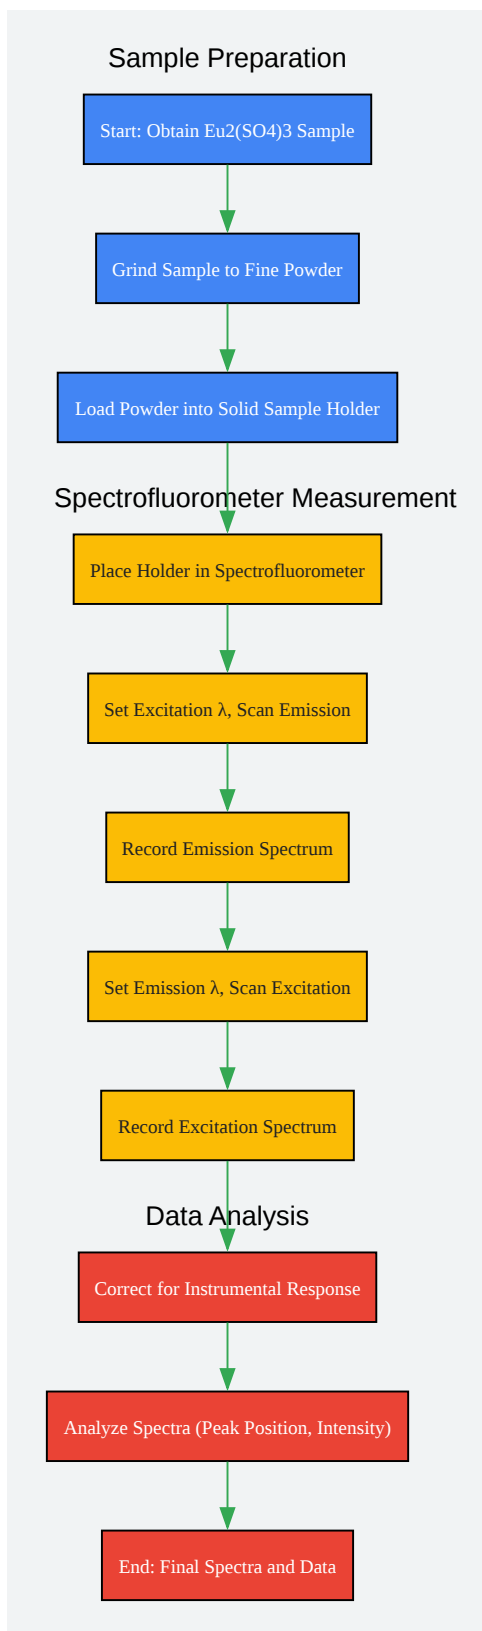 Sample Preparation
Start: Obtain Eu2(SO4)3 Sample
Grind Sample to Fine Powder
Load Powder into Solid Sample Holder
Spectrofluorometer Measurement
Place Holder in Spectrofluorometer
Set Excitation λ, Scan Emission
Record Emission Spectrum
Set Emission λ, Scan Excitation
Record Excitation Spectrum
Data Analysis
Correct for Instrumental Response
Analyze Spectra (Peak Position, Intensity)
End: Final Spectra and Data